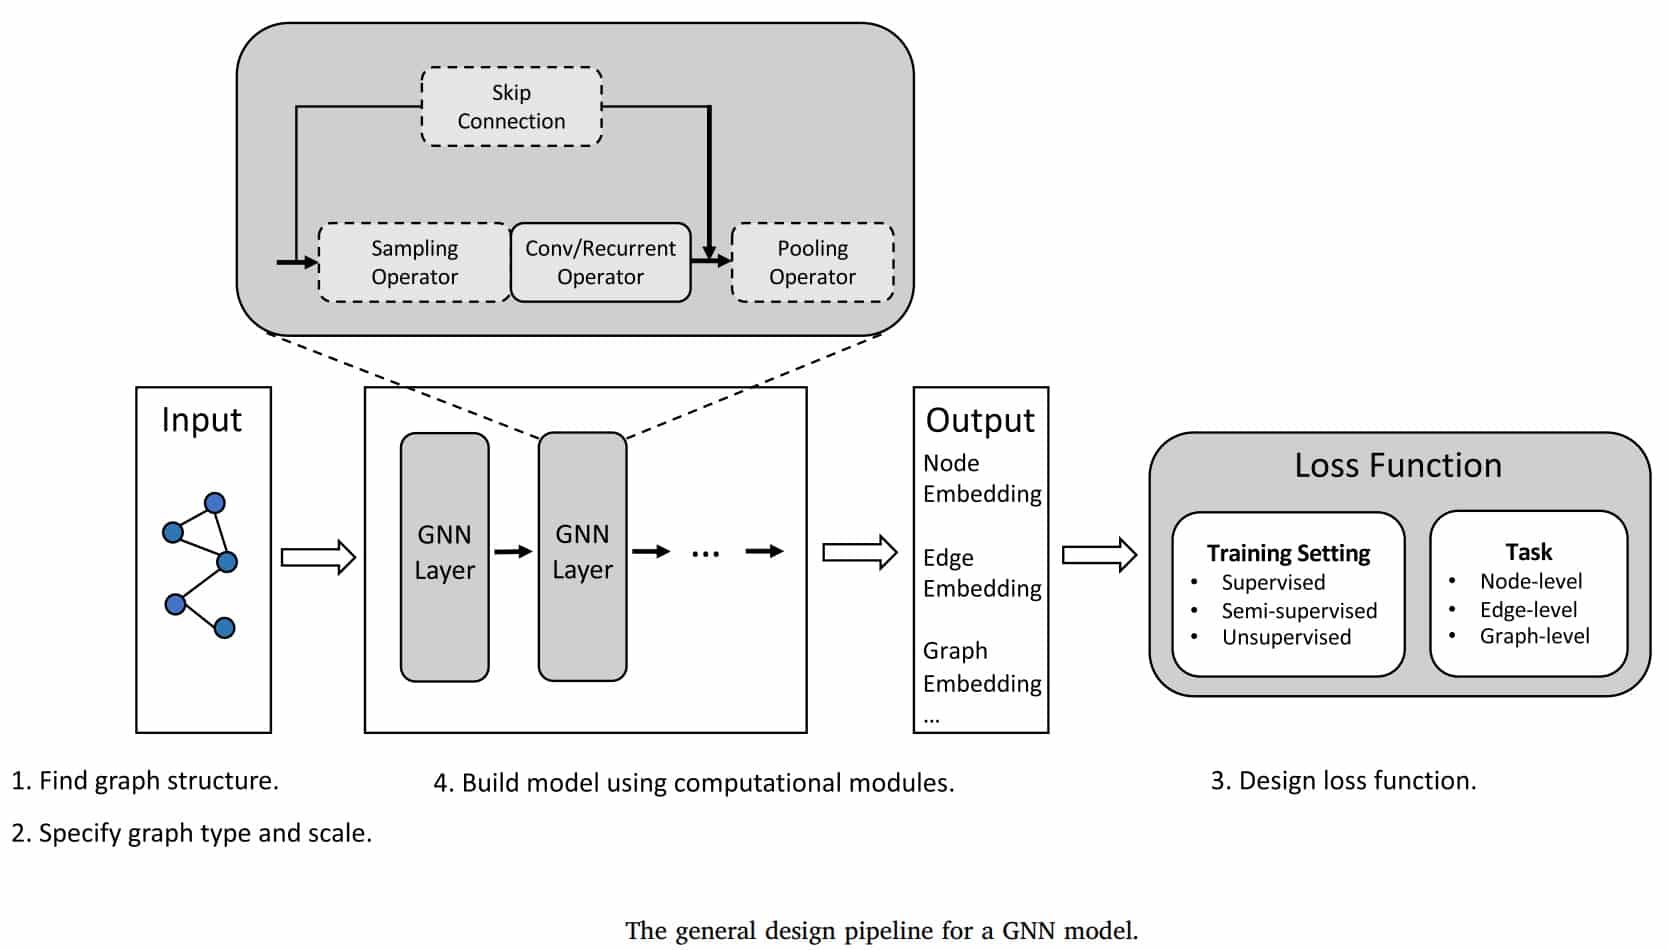 Skip
Connection
Sampling
Operator
Conv/Recurrent
Operator
Pooling
Operator
Input
GNN
Layer
GNN
Layer
...
Output
Node
Embedding
Edge
Embedding
Graph
Embedding
...
Loss Function
Training Setting
• Supervised
• Semi-supervised
• Unsupervised
Task
• Node-level
• Edge-level
• Graph-level
1. Find graph structure.
2. Specify graph type and scale.
4. Build model using computational modules.
3. Design loss function.
The general design pipeline for a GNN model.